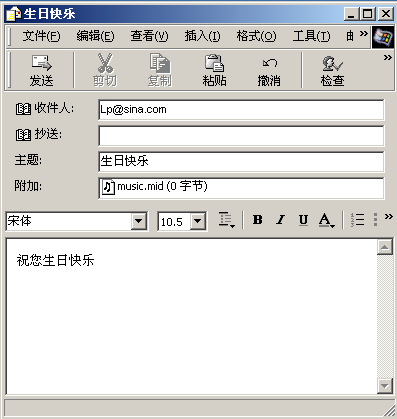 生日快乐
文件(F) 编辑(E) 查看(V) 插入(I) 格式(O) 工具(T) »
发送 剪切 复制 粘贴 撤消 检查 »
收件人: Lp@sina.com
抄送:
主题: 生日快乐
附加: music.mid (0 字节)
宋体 10.5 B I U A »
祝您生日快乐